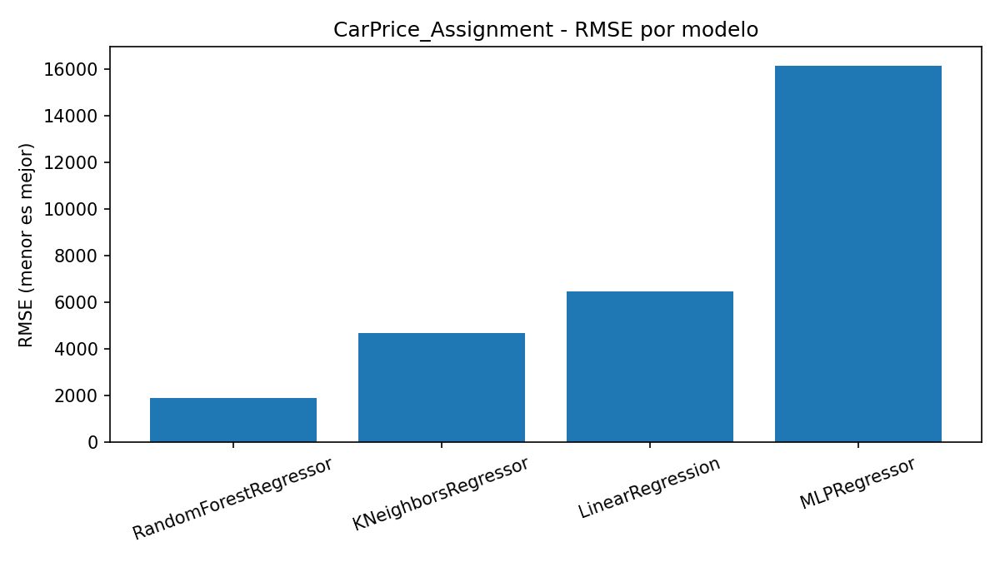 CarPrice_Assignment - RMSE por modelo
RMSE (menor es mejor)
16000
14000
12000
10000
8000
6000
4000
2000
0
RandomForestRegressor
KNeighborsRegressor
LinearRegression
MLPRegressor